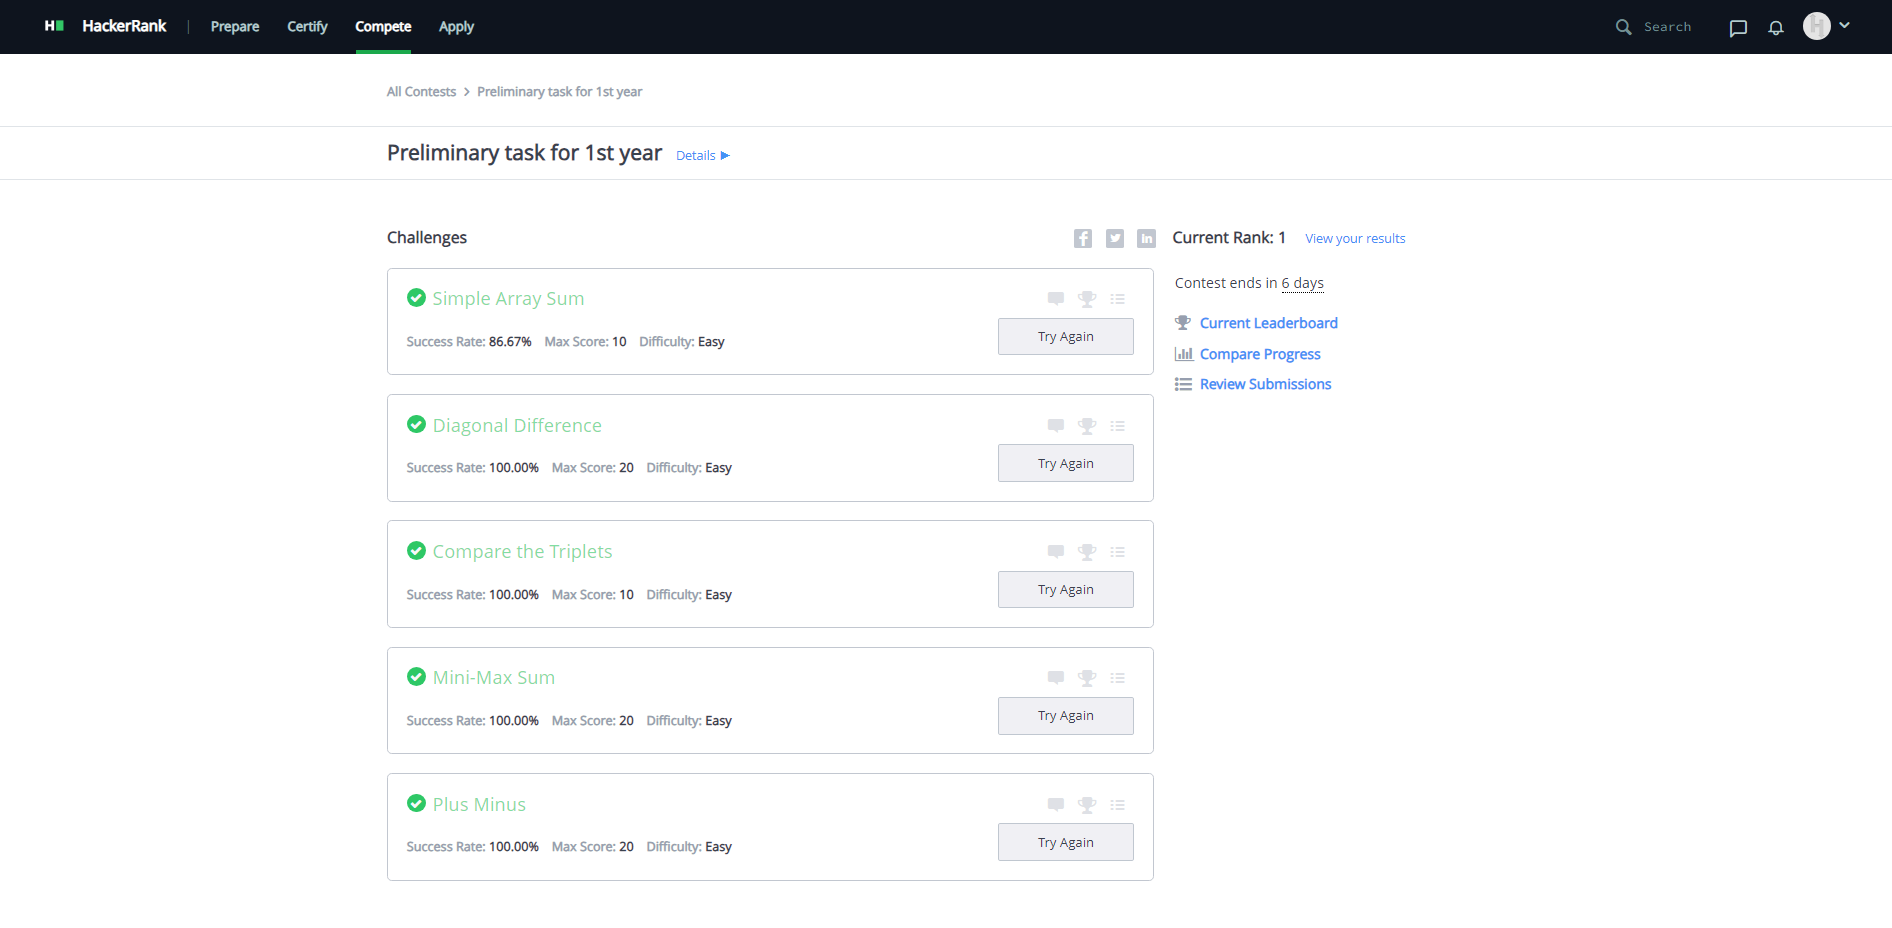 H HackerRank | Prepare Certify Compete Apply Search
All Contests > Preliminary task for 1st year
Preliminary task for 1st year Details ▶
Challenges
Current Rank: 1 View your results
Simple Array Sum
Success Rate: 86.67% Max Score: 10 Difficulty: Easy
Try Again
Diagonal Difference
Success Rate: 100.00% Max Score: 20 Difficulty: Easy
Try Again
Compare the Triplets
Success Rate: 100.00% Max Score: 10 Difficulty: Easy
Try Again
Mini-Max Sum
Success Rate: 100.00% Max Score: 20 Difficulty: Easy
Try Again
Plus Minus
Success Rate: 100.00% Max Score: 20 Difficulty: Easy
Try Again
Contest ends in 6 days
Current Leaderboard
Compare Progress
Review Submissions